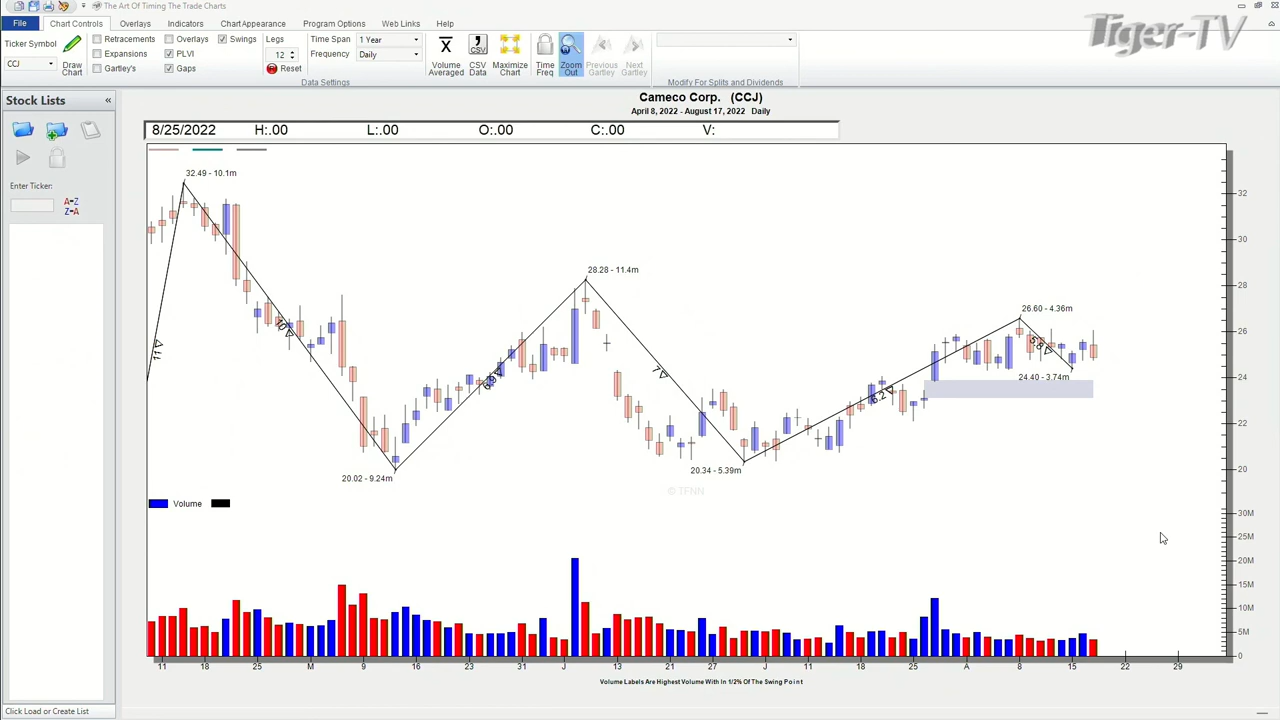 The Art Of Timing The Trade Charts
Tiger-TV
File Chart Controls Overlays Indicators Chart Appearance Program Options Web Links Help
Ticker Symbol
CCJ
Draw
Chart
Retracements Overlays Swings
Expansions PLVI
Gartley's Gaps
Legs
12
Reset
Time Span 1 Year
Frequency Daily
Data Settings
Volume
Averaged
CSV
Data
Maximize
Chart
Time
Freq
Zoom
Out
Previous
Gartley
Next
Gartley
Modify For Splits and Dividends
Stock Lists «
Enter Ticker:
A-Z
Z-A
Click Load or Create List
Cameco Corp. (CCJ)
April 8, 2022 - August 17, 2022 Daily
8/25/2022 H:.00 L:.00 O:.00 C:.00 V:
32.49 - 10.1m
28.28 - 11.4m
26.60 - 4.36m
24.40 - 3.74m
20.02 - 9.24m
20.34 - 5.39m
11
10
7
© TFNN
32
30
28
26
24
22
20
Volume
30M
25M
20M
15M
10M
5M
0
11 18 25 M 9 16 23 31 J 13 21 27 J 11 18 25 A 8 15 22 29
Volume Labels Are Highest Volume With In 1/2% Of The Swing Point